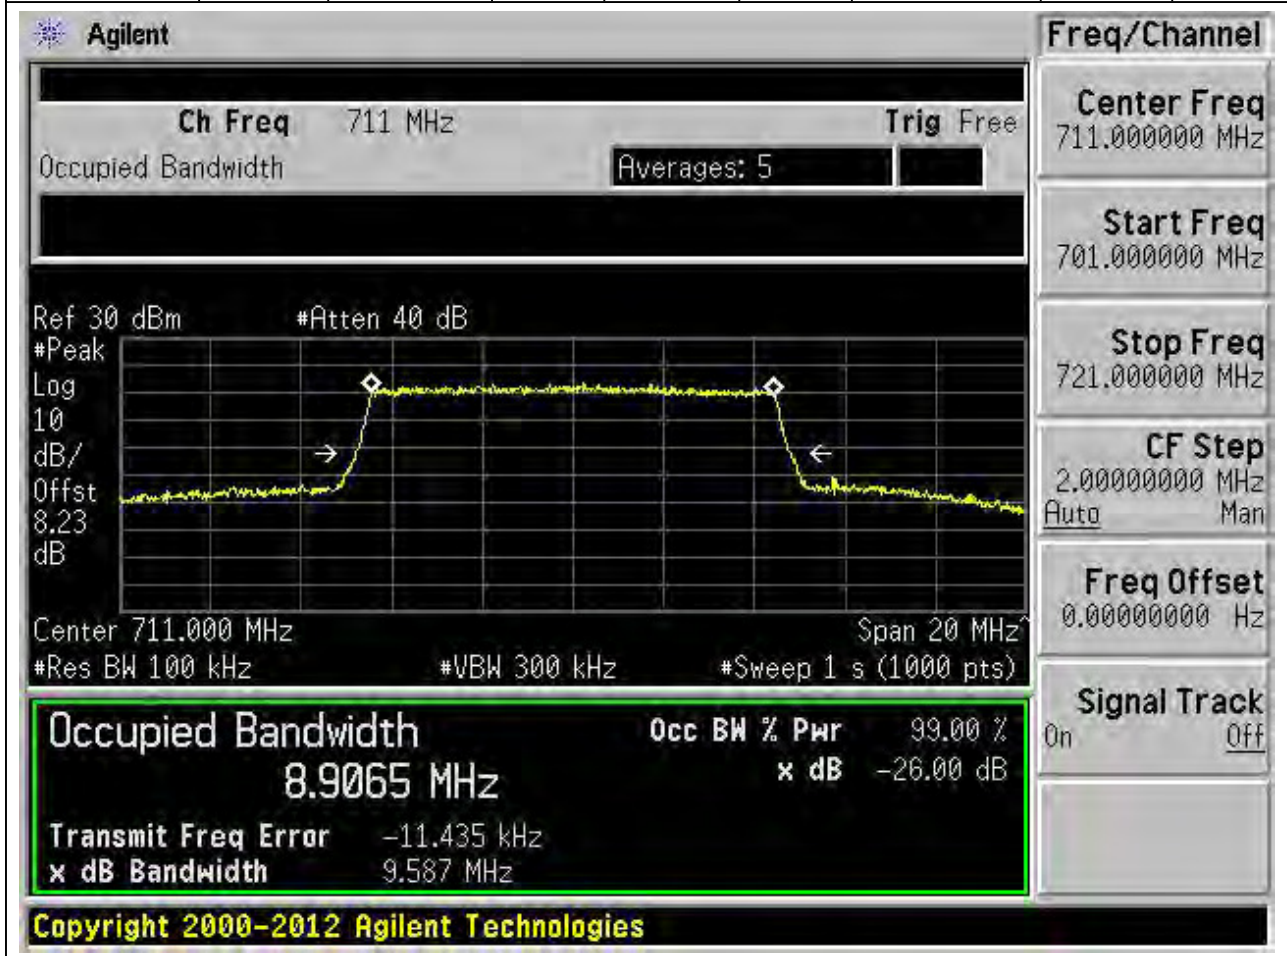 Agilent
Freq/Channel
Ch Freq 711 MHz Trig Free
Occupied Bandwidth Averages: 5
Center Freq
711.000000 MHz
Start Freq
701.000000 MHz
Stop Freq
721.000000 MHz
CF Step
2.00000000 MHz
Auto Man
Freq Offset
0.00000000 Hz
Signal Track
On Off
Ref 30 dBm #Atten 40 dB
#Peak
Log
10
dB/
Offst
8.23
dB
Center 711.000 MHz Span 20 MHz^
#Res BW 100 kHz #VBW 300 kHz #Sweep 1 s (1000 pts)
Occupied Bandwidth Occ BW % Pwr 99.00 %
8.9065 MHz x dB -26.00 dB
Transmit Freq Error -11.435 kHz
x dB Bandwidth 9.587 MHz
Copyright 2000-2012 Agilent Technologies